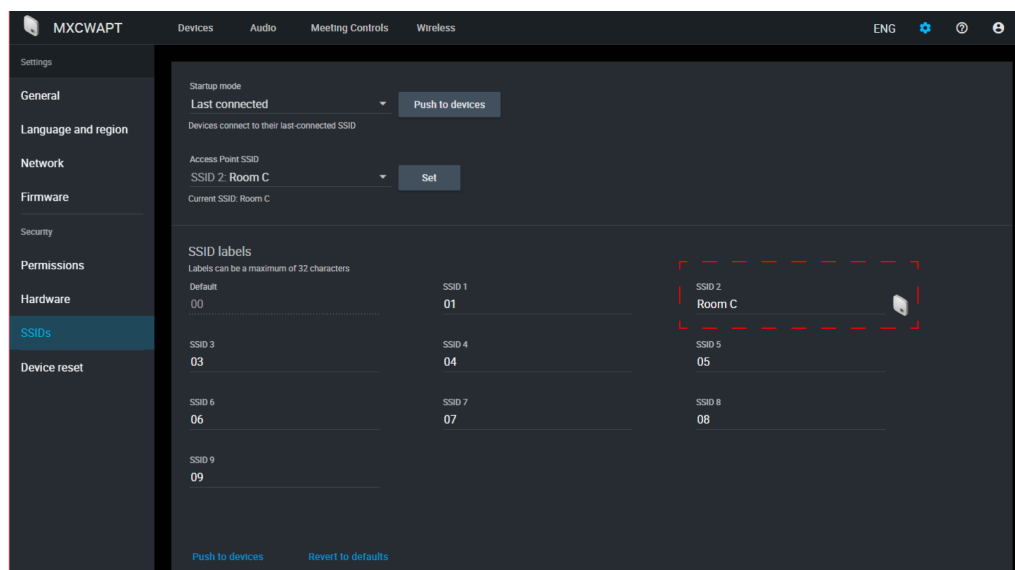 MXCWAPT
Devices Audio Meeting Controls Wireless ENG
Settings
General
Language and region
Network
Firmware
Security
Permissions
Hardware
SSIDs
Device reset
Startup mode
Last connected Push to devices
Devices connect to their last-connected SSID
Access Point SSID
SSID 2: Room C Set
Current SSID: Room C
SSID labels
Labels can be a maximum of 32 characters
Default SSID 1 SSID 2
00 01 Room C
SSID 3 SSID 4 SSID 5
03 04 05
SSID 6 SSID 7 SSID 8
06 07 08
SSID 9
09
Push to devices Revert to defaults